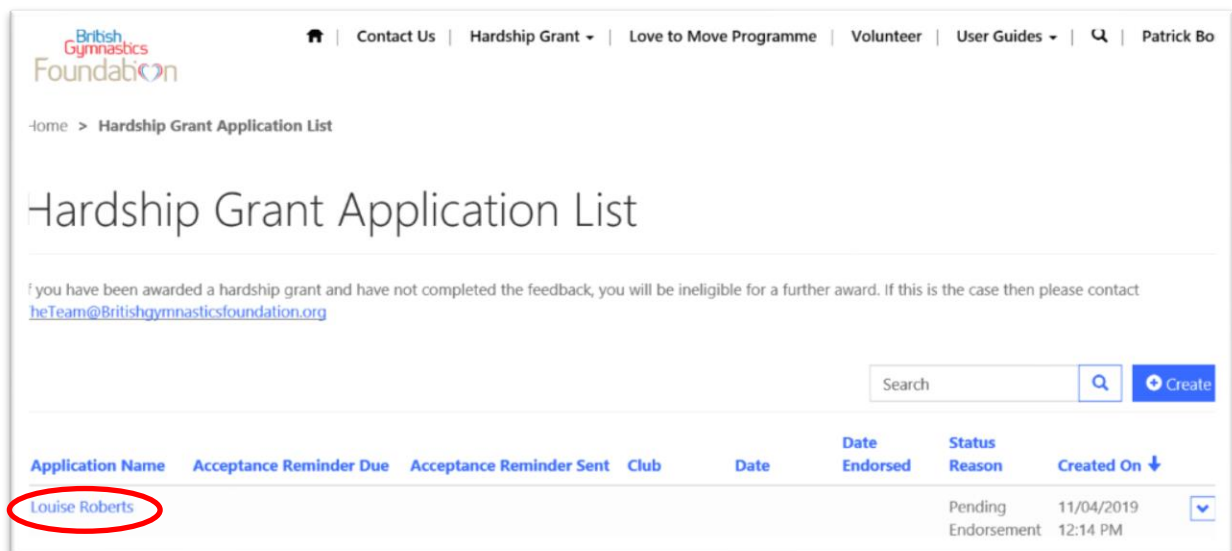 British
Gymnastics
Foundation
| Contact Us | Hardship Grant | Love to Move Programme | Volunteer | User Guides | | Patrick Bo
Home > Hardship Grant Application List
Hardship Grant Application List
f you have been awarded a hardship grant and have not completed the feedback, you will be ineligible for a further award. If this is the case then please contact
heTeam@Britishgymnasticsfoundation.org
Search
Create
Application Name Acceptance Reminder Due Acceptance Reminder Sent Club Date Date Endorsed Status Reason Created On
Louise Roberts Pending Endorsement 11/04/2019 12:14 PM